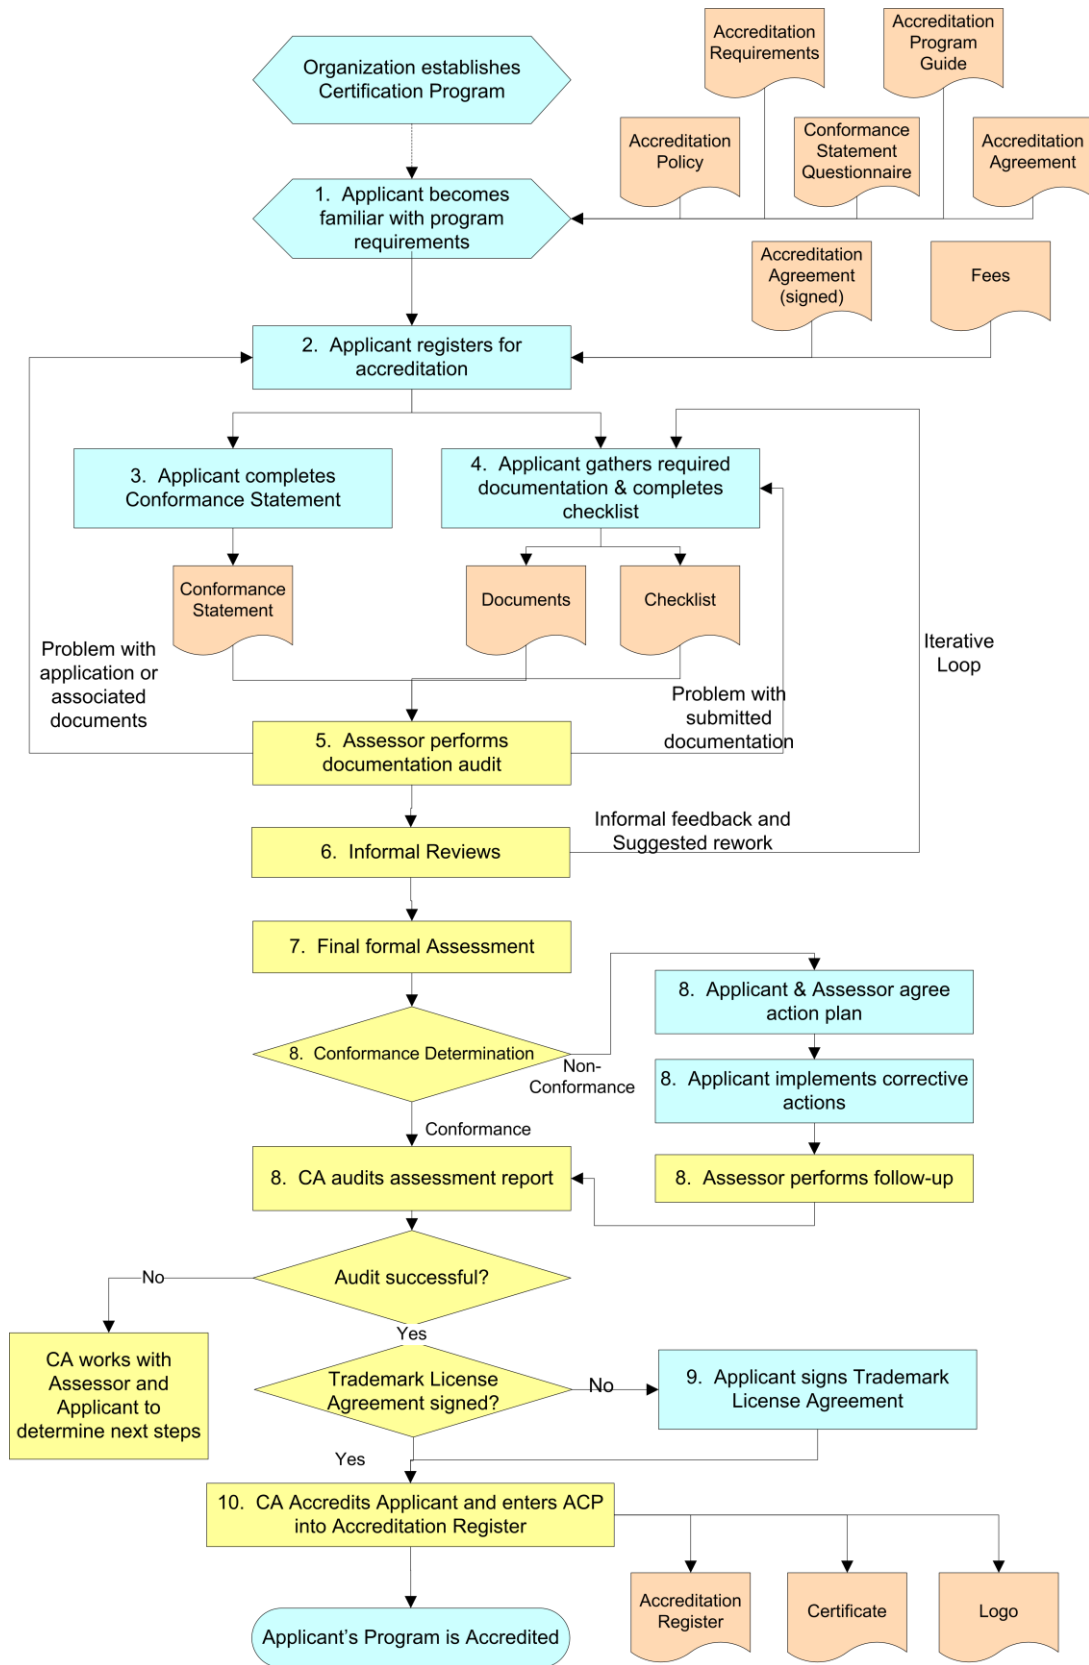 Organization establishes
Certification Program
Accreditation
Requirements
Accreditation
Program
Guide
Accreditation
Policy
Conformance
Statement
Questionnaire
Accreditation
Agreement
1. Applicant becomes
familiar with program
requirements
Accreditation
Agreement
(signed)
Fees
2. Applicant registers for
accreditation
3. Applicant completes
Conformance Statement
4. Applicant gathers required
documentation & completes
checklist
Conformance
Statement
Documents
Checklist
Problem with
application or
associated
documents
Iterative
Loop
Problem with
submitted
documentation
5. Assessor performs
documentation audit
Informal feedback and
Suggested rework
6. Informal Reviews
7. Final formal Assessment
8. Applicant & Assessor agree
action plan
8. Conformance Determination
Non-
Conformance
8. Applicant implements corrective
actions
Conformance
8. CA audits assessment report
8. Assessor performs follow-up
Audit successful?
No
Yes
CA works with
Assessor and
Applicant to
determine next steps
Trademark License
Agreement signed?
No
9. Applicant signs Trademark
License Agreement
Yes
10. CA Accredits Applicant and enters ACP
into Accreditation Register
Accreditation
Register
Certificate
Logo
Applicant's Program is Accredited